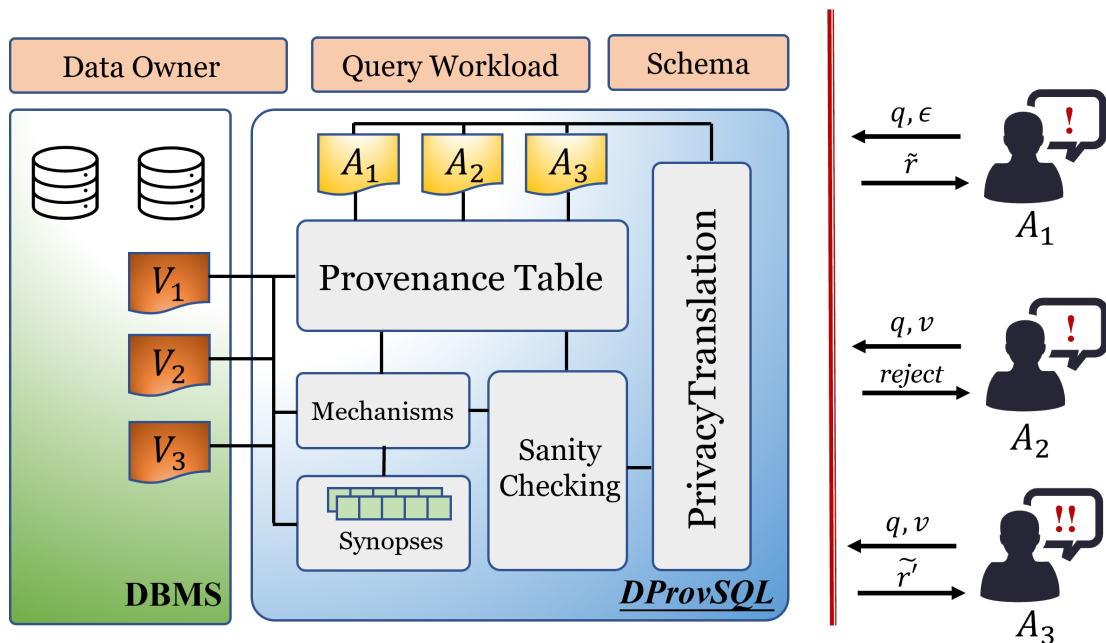 Data Owner
Query Workload
Schema
A₁
A₂
A₃
Provenance Table
PrivacyTranslation
V₁
V₂
V₃
Mechanisms
Sanity
Checking
Synopses
DBMS
DProvSQL
q, ϵ
!
r̃
A₁
q, v
!
reject
A₂
q, v
!!
r̃′
A₃